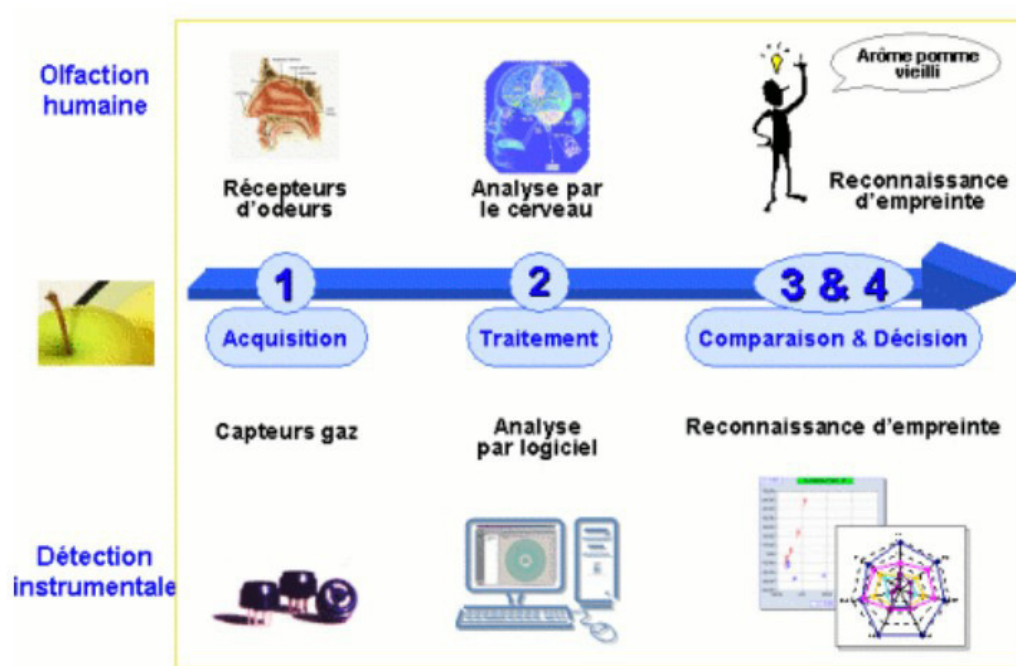 Olfaction
humaine
Arôme pomme
vieilli
Récepteurs
d'odeurs
Analyse par
le cerveau
Reconnaissance
d'empreinte
1
2
3 & 4
Acquisition
Traitement
Comparaison & Décision
Capteurs gaz
Analyse
par logiciel
Reconnaissance d'empreinte
Détection
instrumentale